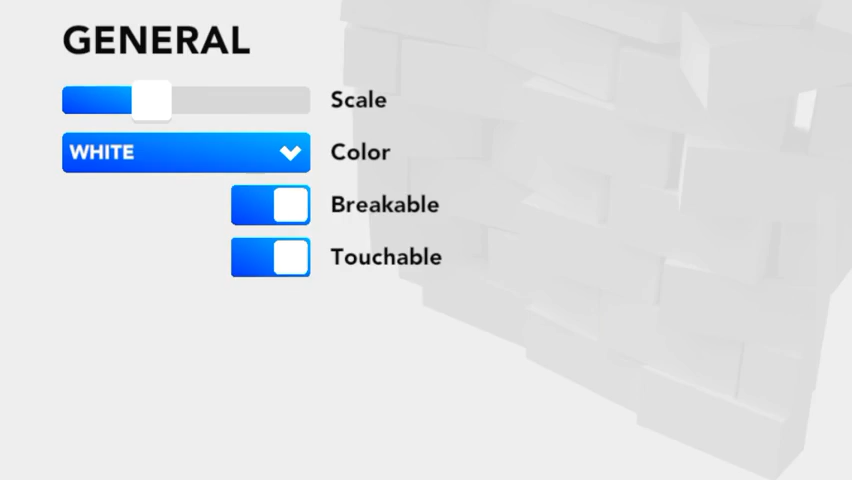 GENERAL
Scale
WHITE Color
Breakable
Touchable